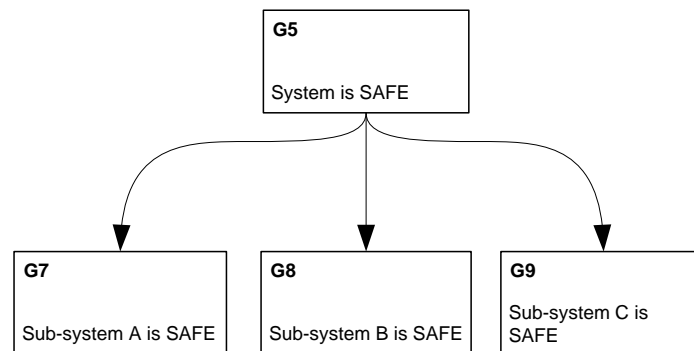 G5
System is SAFE
G7
Sub-system A is SAFE
G8
Sub-system B is SAFE
G9
Sub-system C is
SAFE